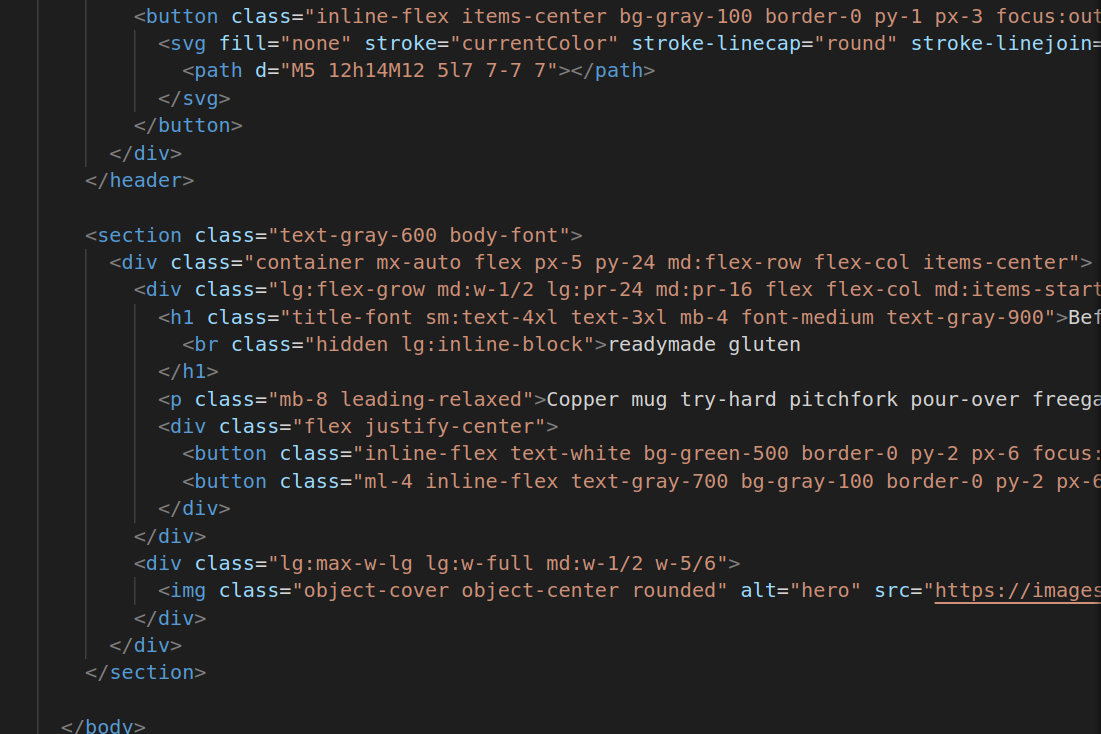 <button class="inline-flex items-center bg-gray-100 border-0 py-1 px-3 focus:out
<svg fill="none" stroke="currentColor" stroke-linecap="round" stroke-linejoin=
<path d="M5 12h14M12 5l7 7-7 7"></path>
</svg>
</button>
</div>
</header>
<section class="text-gray-600 body-font">
<div class="container mx-auto flex px-5 py-24 md:flex-row flex-col items-center">
<div class="lg:flex-grow md:w-1/2 lg:pr-24 md:pr-16 flex flex-col md:items-start
<h1 class="title-font sm:text-4xl text-3xl mb-4 font-medium text-gray-900">Bef
<br class="hidden lg:inline-block">readymade gluten
</h1>
<p class="mb-8 leading-relaxed">Copper mug try-hard pitchfork pour-over freega
<div class="flex justify-center">
<button class="inline-flex text-white bg-green-500 border-0 py-2 px-6 focus:
<button class="ml-4 inline-flex text-gray-700 bg-gray-100 border-0 py-2 px-6
</div>
</div>
<div class="lg:max-w-lg lg:w-full md:w-1/2 w-5/6">
<img class="object-cover object-center rounded" alt="hero" src="https://images
</div>
</div>
</section>
</body>